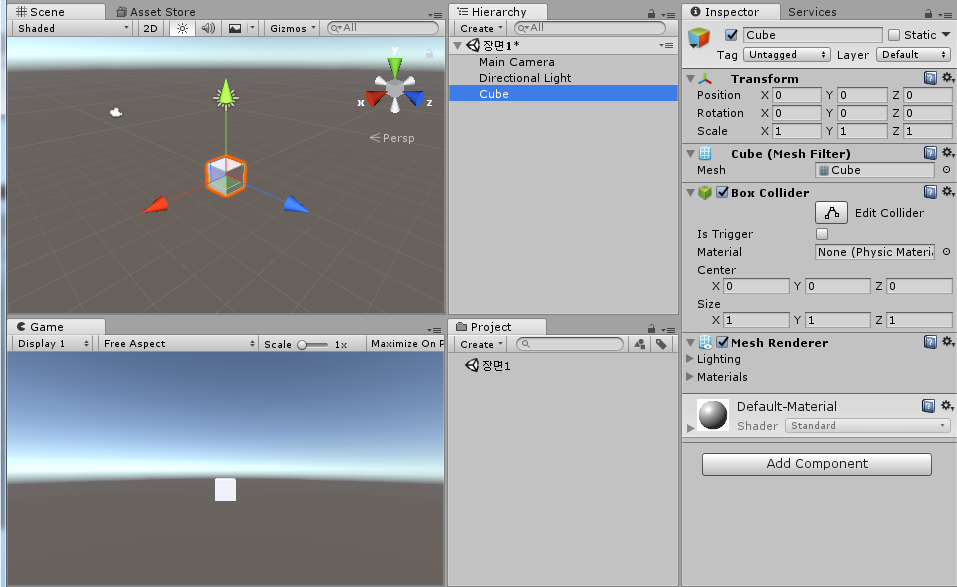 Scene
Asset Store
Shaded
2D
Gizmos
All
y
x
z
Persp
Game
Display 1
Free Aspect
Scale
1x
Maximize On P
Hierarchy
Create
All
장면1*
Main Camera
Directional Light
Cube
Project
Create
장면1
Inspector
Services
Cube
Static
Tag Untagged Layer Default
Transform
Position X 0 Y 0 Z 0
Rotation X 0 Y 0 Z 0
Scale X 1 Y 1 Z 1
Cube (Mesh Filter)
Mesh Cube
Box Collider
Edit Collider
Is Trigger
Material None (Physic Materi
Center
X 0 Y 0 Z 0
Size
X 1 Y 1 Z 1
Mesh Renderer
Lighting
Materials
Default-Material
Shader Standard
Add Component